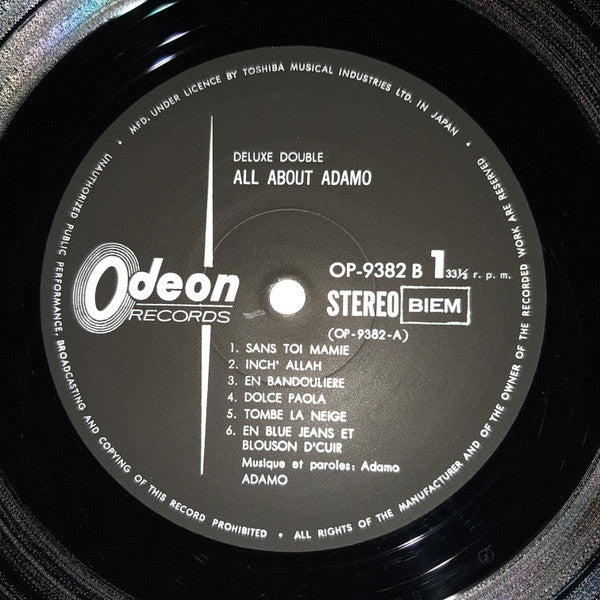 • MFD. UNDER LICENCE BY TOSHIBA MUSICAL INDUSTRIES LTD. IN JAPAN •
DELUXE DOUBLE
ALL ABOUT ADAMO
Odeon
RECORDS
OP-9382 B 1 33⅓ r. p. m.
STEREO BIEM
(OP-9382-A)
1. SANS TOI MAMIE
2. INCH' ALLAH
3. EN BANDOULIERE
4. DOLCE PAOLA
5. TOMBE LA NEIGE
6. EN BLUE JEANS ET
BLOUSON D'CUIR
Musique et paroles: Adamo
ADAMO
UNAUTHORIZED PUBLIC PERFORMANCE, BROADCASTING AND COPYING OF THIS RECORD PROHIBITED • ALL RIGHTS OF THE MANUFACTURER AND OF THE OWNER OF THE RECORDED WORK ARE RESERVED